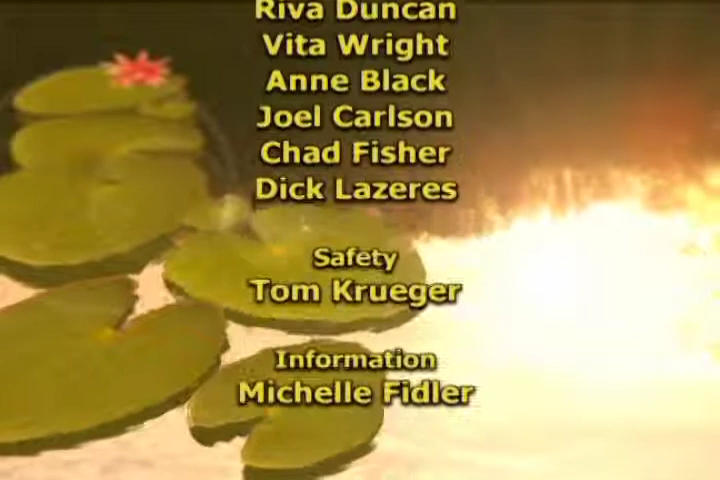 Riva Duncan
Vita Wright
Anne Black
Joel Carlson
Chad Fisher
Dick Lazeres
Safety
Tom Krueger
Information
Michelle Fidler